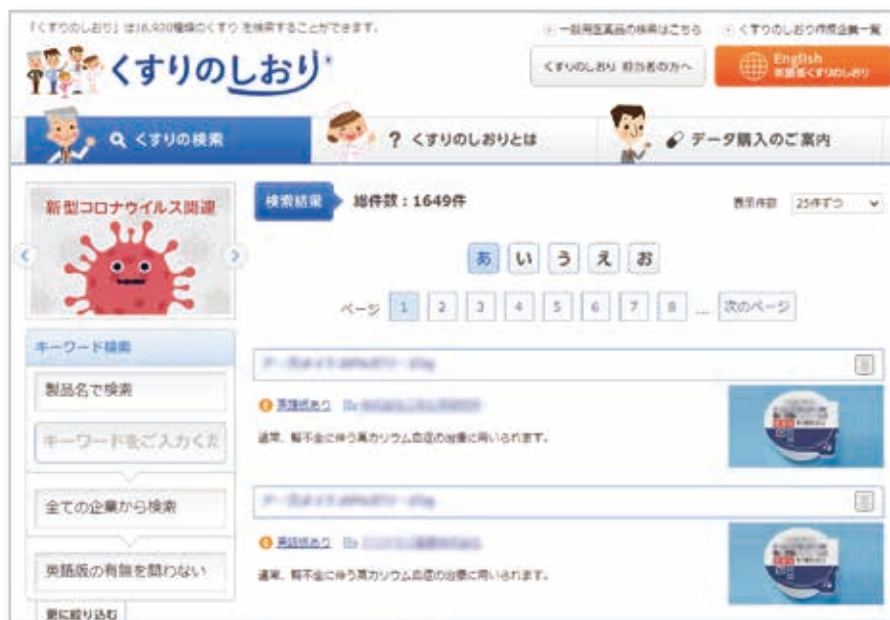 「くすりのしおり」は16,920種類のくすりを検索することができます。
一般用医薬品の検索はこちら
くすりのしおり作成企業一覧
くすりのしおり
くすりのしおり 担当者の方へ
English
英語版くすりのしおり
くすりの検索
? くすりのしおりとは
データ購入のご案内
新型コロナウイルス関連
検索結果
総件数：1649件
表示件数 25件ずつ
あ い う え お
ページ 1 2 3 4 5 6 7 8 ... 次のページ
キーワード検索
製品名で検索
キーワードをご入力くだ
全ての企業から検索
英語版の有無を問わない
更に絞り込む
英語版あり
通常、腎不全に伴う高カリウム血症の治療に用いられます。
英語版あり
通常、腎不全に伴う高カリウム血症の治療に用いられます。